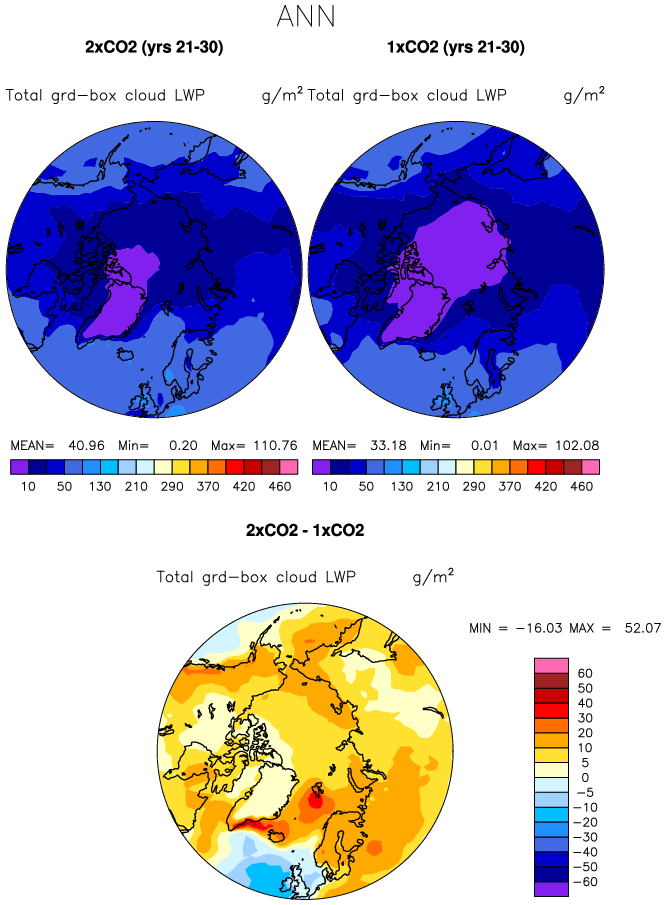 ANN
2xCO2 (yrs 21-30) 1xCO2 (yrs 21-30)
Total grd-box cloud LWP g/m² Total grd-box cloud LWP g/m²
MEAN= 40.96 Min= 0.20 Max= 110.76 MEAN= 33.18 Min= 0.01 Max= 102.08
10 50 130 210 290 370 420 460 10 50 130 210 290 370 420 460
2xCO2 - 1xCO2
Total grd-box cloud LWP g/m²
MIN = -16.03 MAX = 52.07
60
50
40
30
20
10
5
0
-5
-10
-20
-30
-40
-50
-60